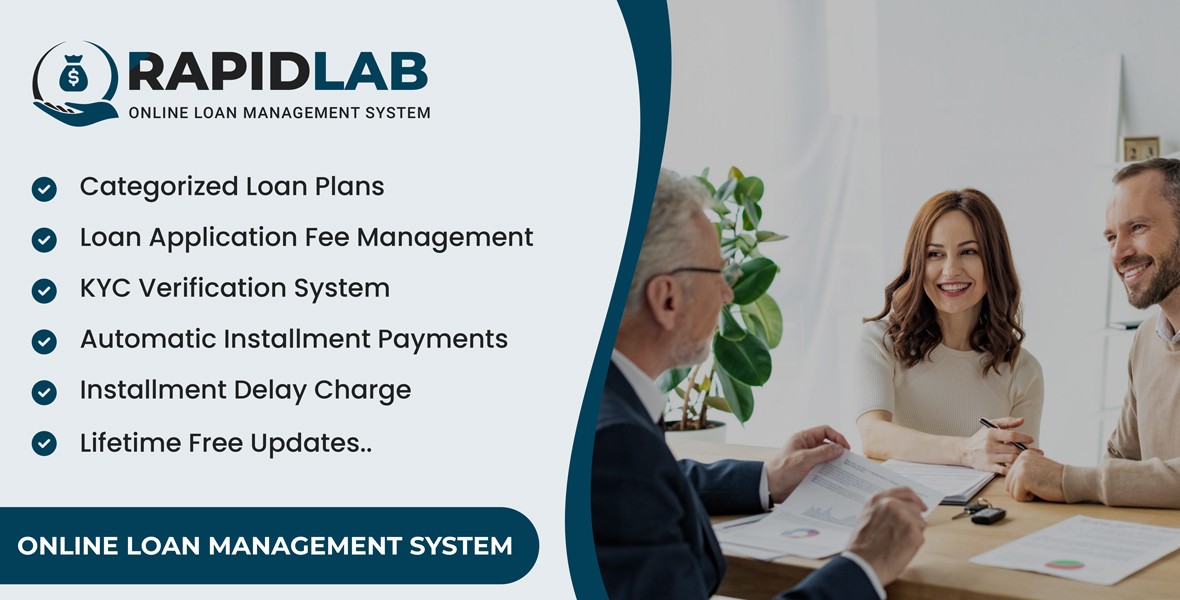 RAPIDLAB
ONLINE LOAN MANAGEMENT SYSTEM
Categorized Loan Plans
Loan Application Fee Management
KYC Verification System
Automatic Installment Payments
Installment Delay Charge
Lifetime Free Updates..
ONLINE LOAN MANAGEMENT SYSTEM